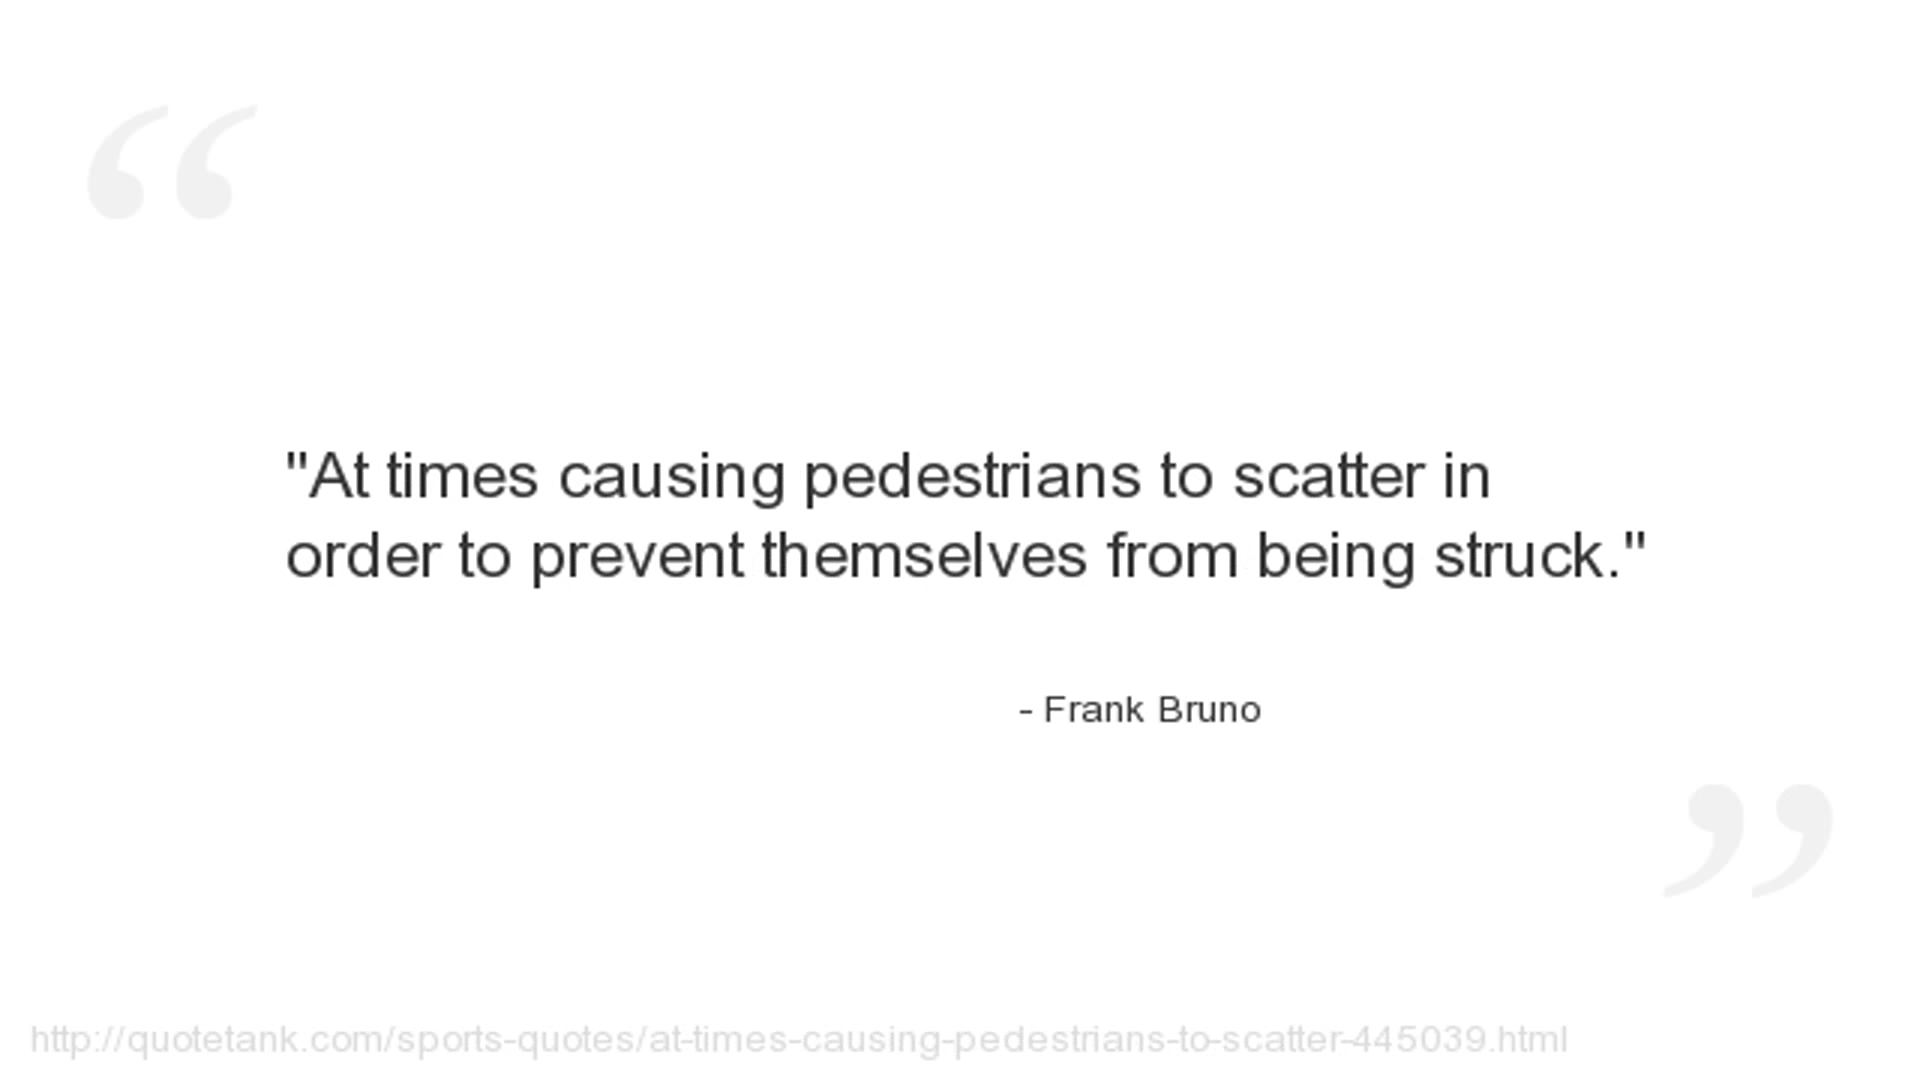 "At times causing pedestrians to scatter in
order to prevent themselves from being struck."
- Frank Bruno
http://quotetank.com/sports-quotes/at-times-causing-pedestrians-to-scatter-445039.html